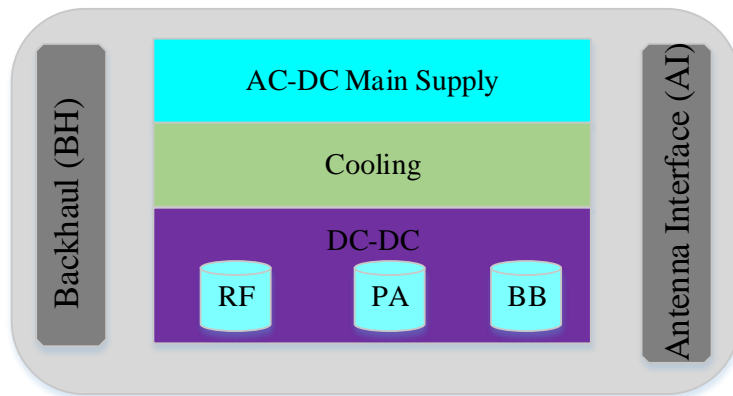 Backhaul (BH)
AC-DC Main Supply
Cooling
DC-DC
RF
PA
BB
Antenna Interface (AI)